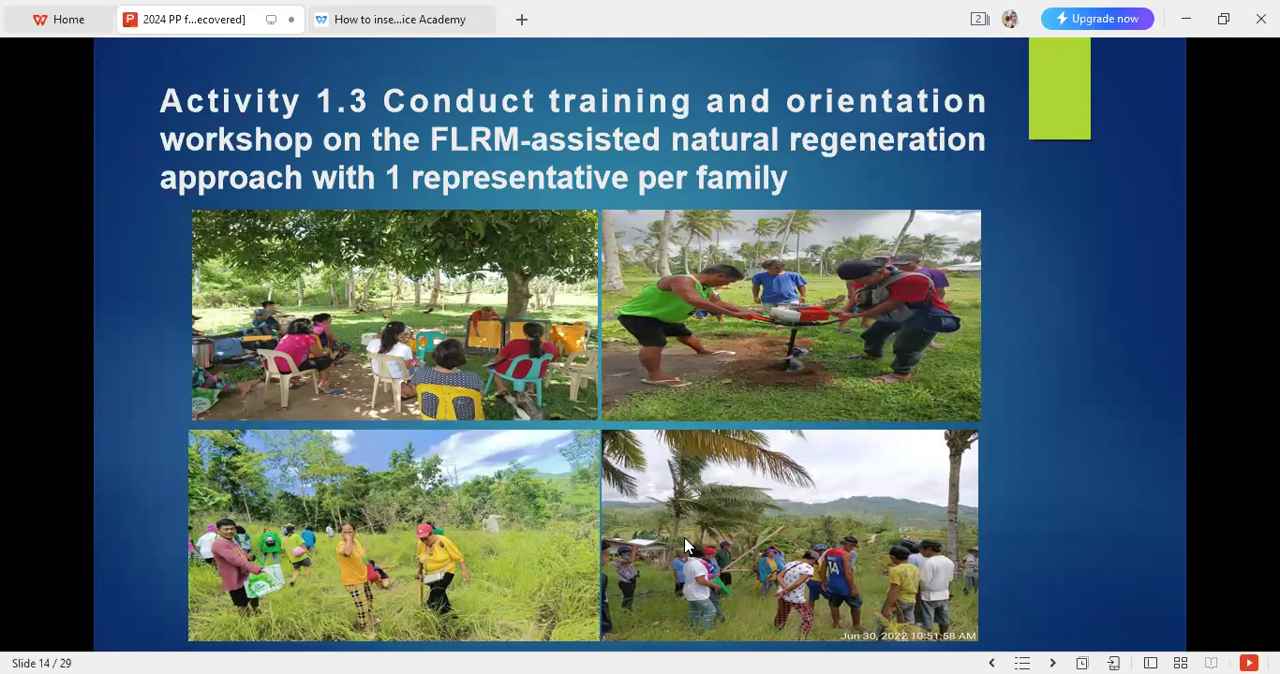 Home
2024 PP f...ecovered]
How to inse...ice Academy
2
Upgrade now
Activity 1.3 Conduct training and orientation
workshop on the FLRM-assisted natural regeneration
approach with 1 representative per family
14
Jun 30, 2022 10:51:58 AM
Slide 14 / 29